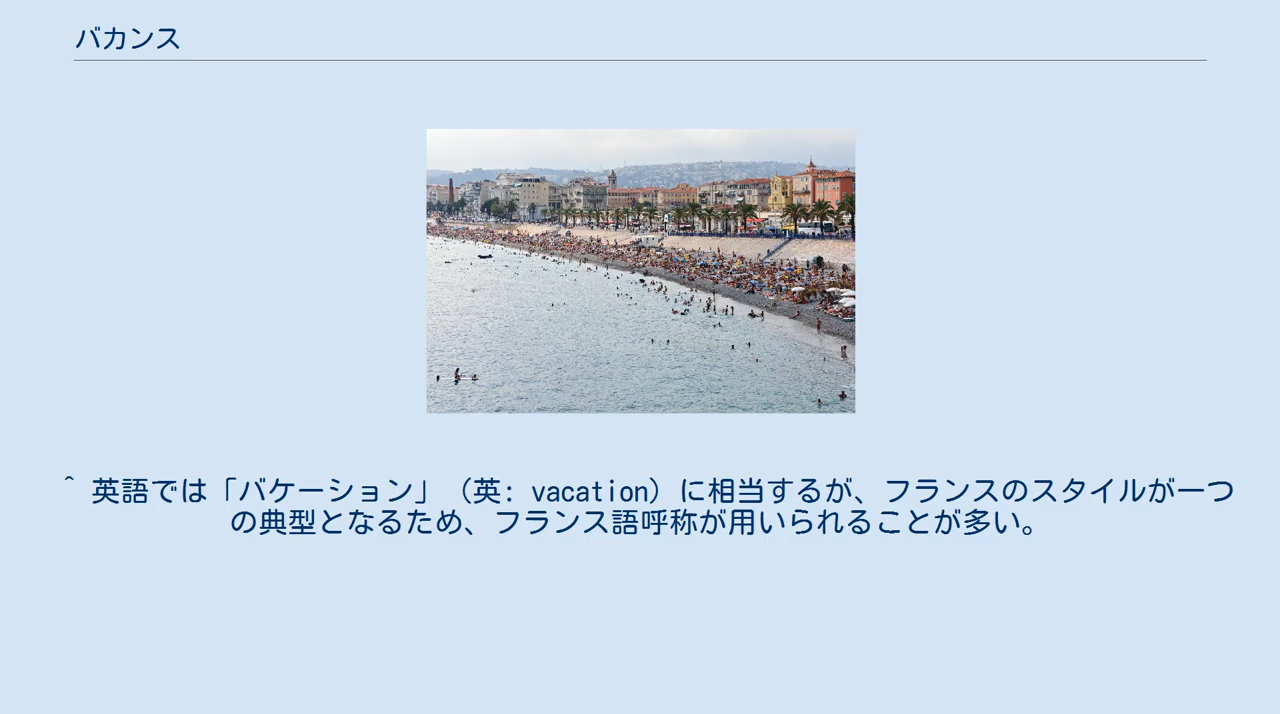 バカンス
^ 英語では「バケーション」（英: vacation）に相当するが、フランスのスタイルが一つ
の典型となるため、フランス語呼称が用いられることが多い。